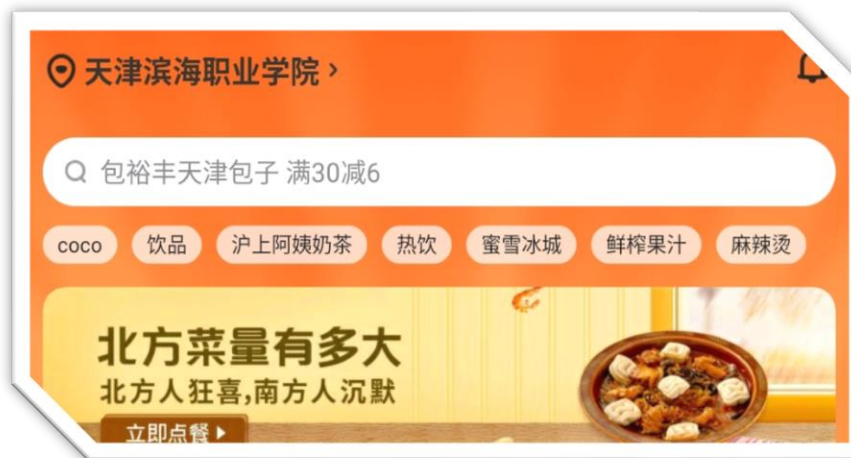 天津滨海职业学院 ›
包裕丰天津包子 满30减6
coco 饮品 沪上阿姨奶茶 热饮 蜜雪冰城 鲜榨果汁 麻辣烫
北方菜量有多大
北方人狂喜,南方人沉默
立即点餐